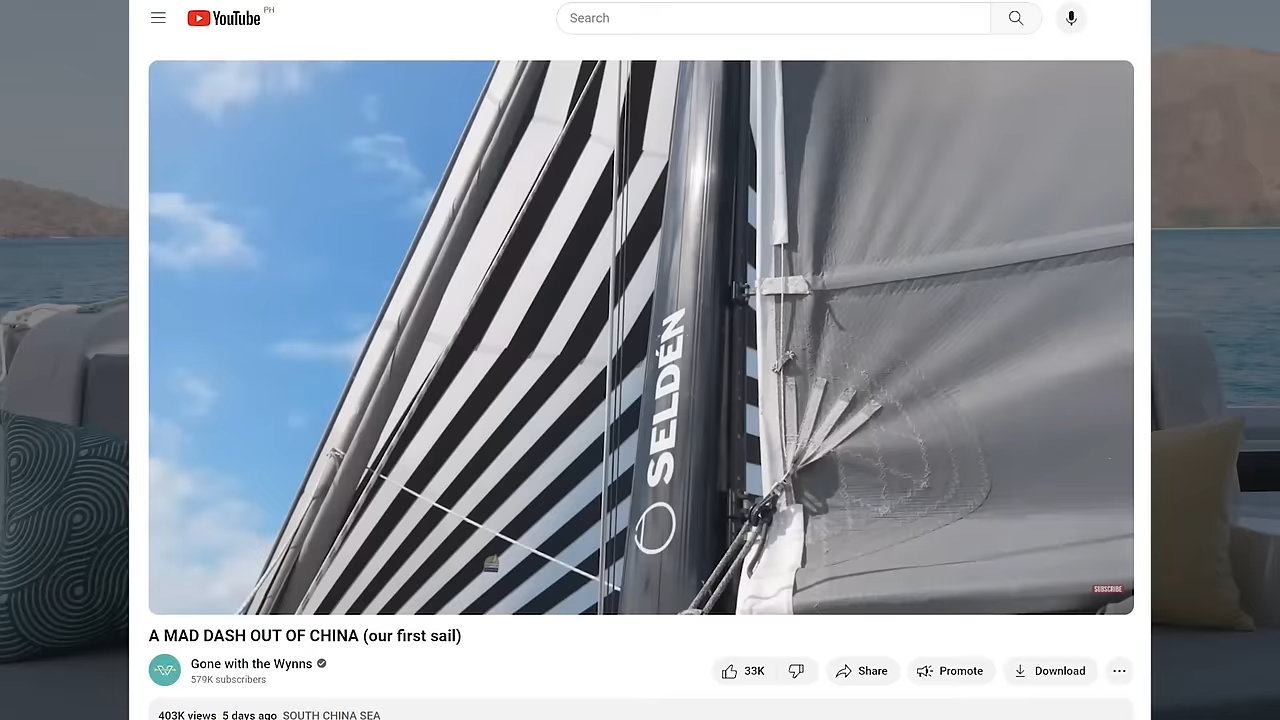 YouTube PH
Search
SELDÉN
SUBSCRIBE
A MAD DASH OUT OF CHINA (our first sail)
Gone with the Wynns
579K subscribers
33K
Share
Promote
Download
403K views 5 days ago SOUTH CHINA SEA